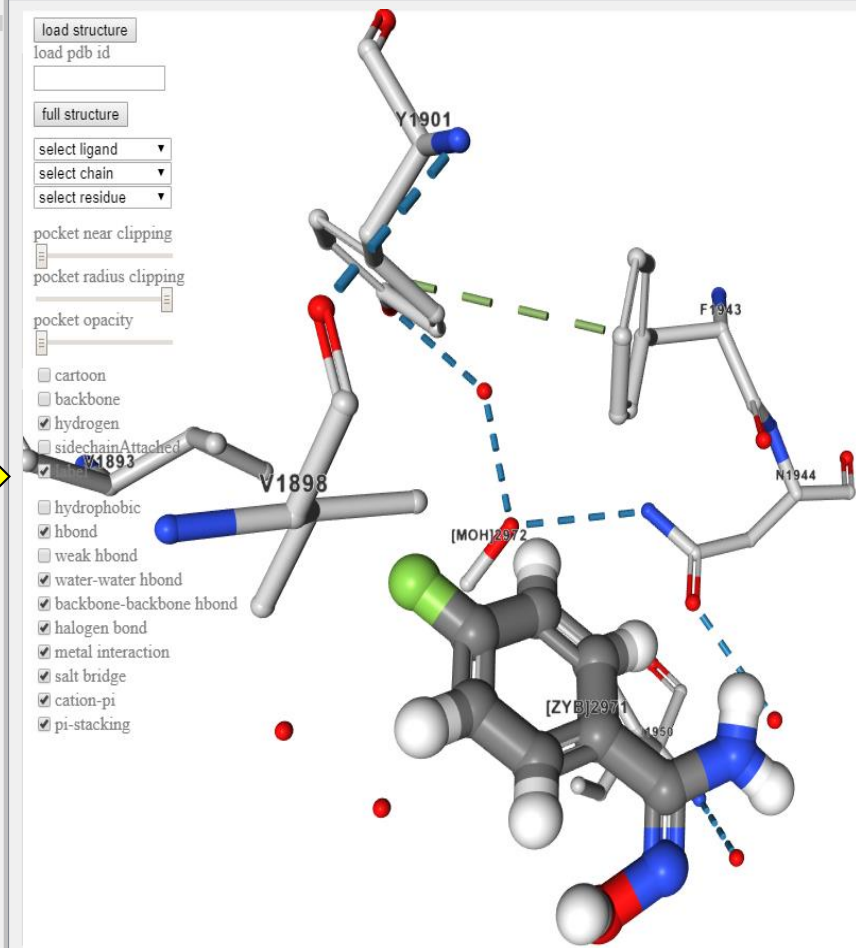 load structure
load pdb id
full structure
select ligand
select chain
select residue
pocket near clipping
pocket radius clipping
pocket opacity
cartoon
backbone
hydrogen
sidechainAttached
label
hydrophobic
hbond
weak hbond
water-water hbond
backbone-backbone hbond
halogen bond
metal interaction
salt bridge
cation-pi
pi-stacking
Y1901
F1943
V1893
V1898
N1944
[MOH]2972
[ZYB]2971